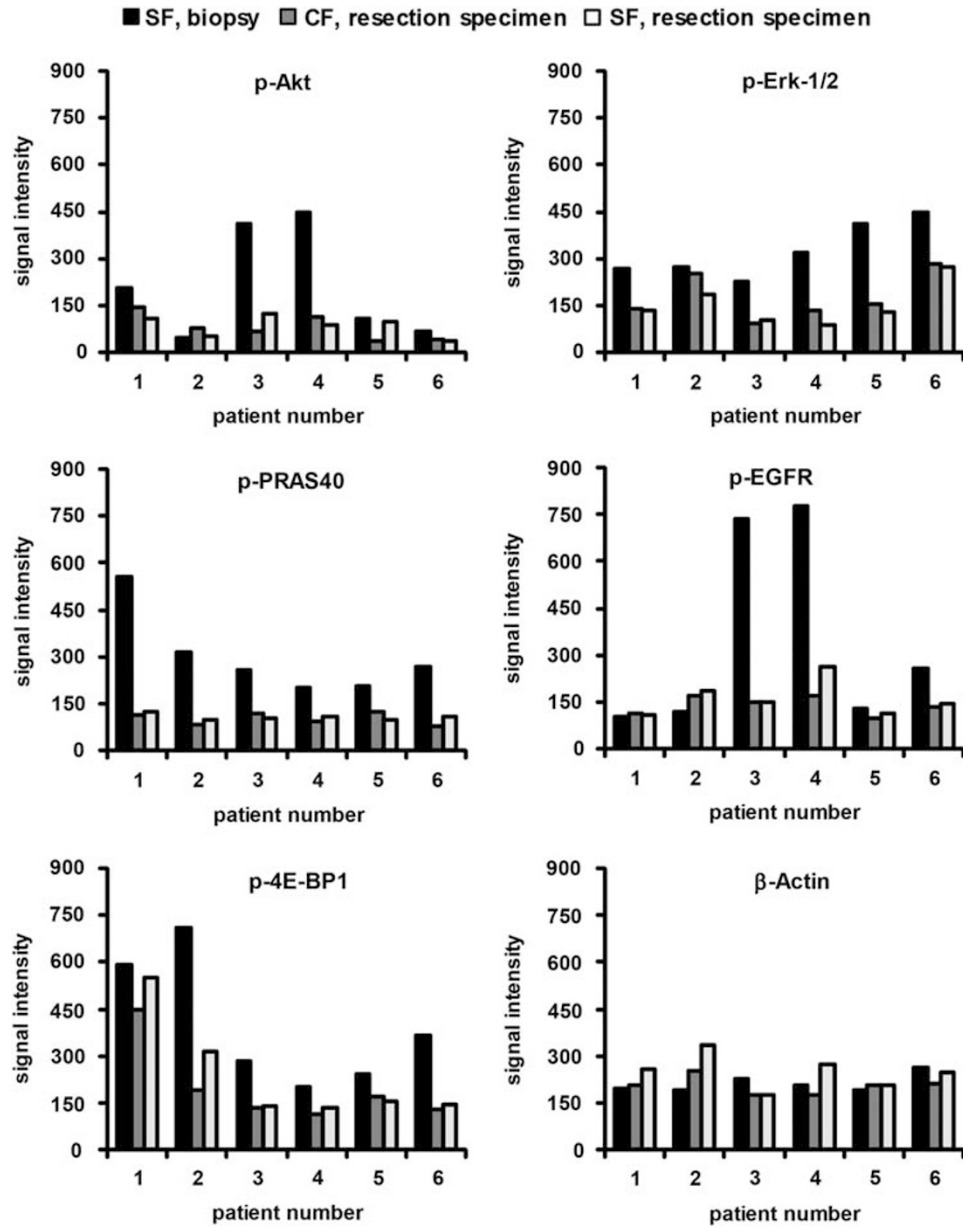 SF, biopsy CF, resection specimen SF, resection specimen
p-Akt
signal intensity
900
750
600
450
300
150
0
1 2 3 4 5 6
patient number
p-Erk-1/2
signal intensity
900
750
600
450
300
150
0
1 2 3 4 5 6
patient number
p-PRAS40
signal intensity
900
750
600
450
300
150
0
1 2 3 4 5 6
patient number
p-EGFR
signal intensity
900
750
600
450
300
150
0
1 2 3 4 5 6
patient number
p-4E-BP1
signal intensity
900
750
600
450
300
150
0
1 2 3 4 5 6
patient number
β-Actin
signal intensity
900
750
600
450
300
150
0
1 2 3 4 5 6
patient number